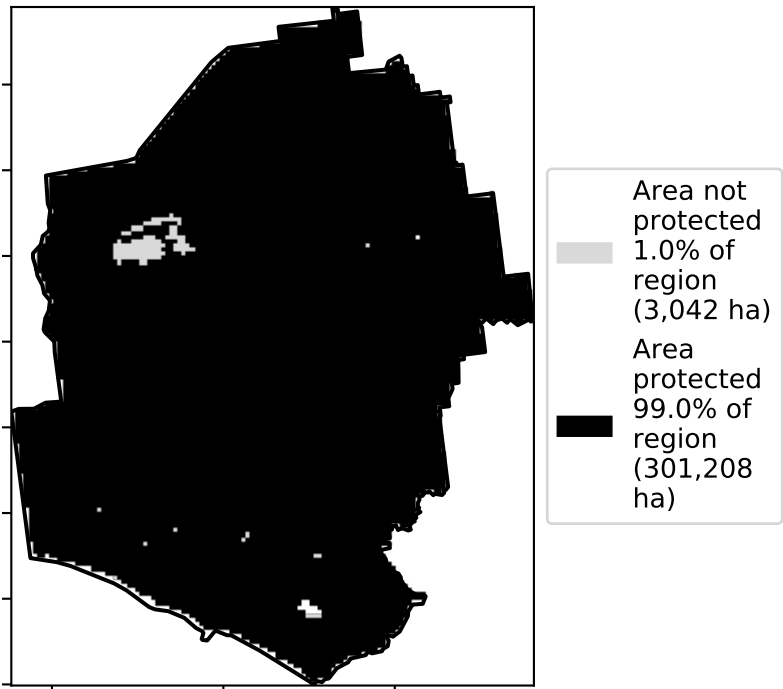 Area not
protected
1.0% of
region
(3,042 ha)
Area
protected
99.0% of
region
(301,208
ha)